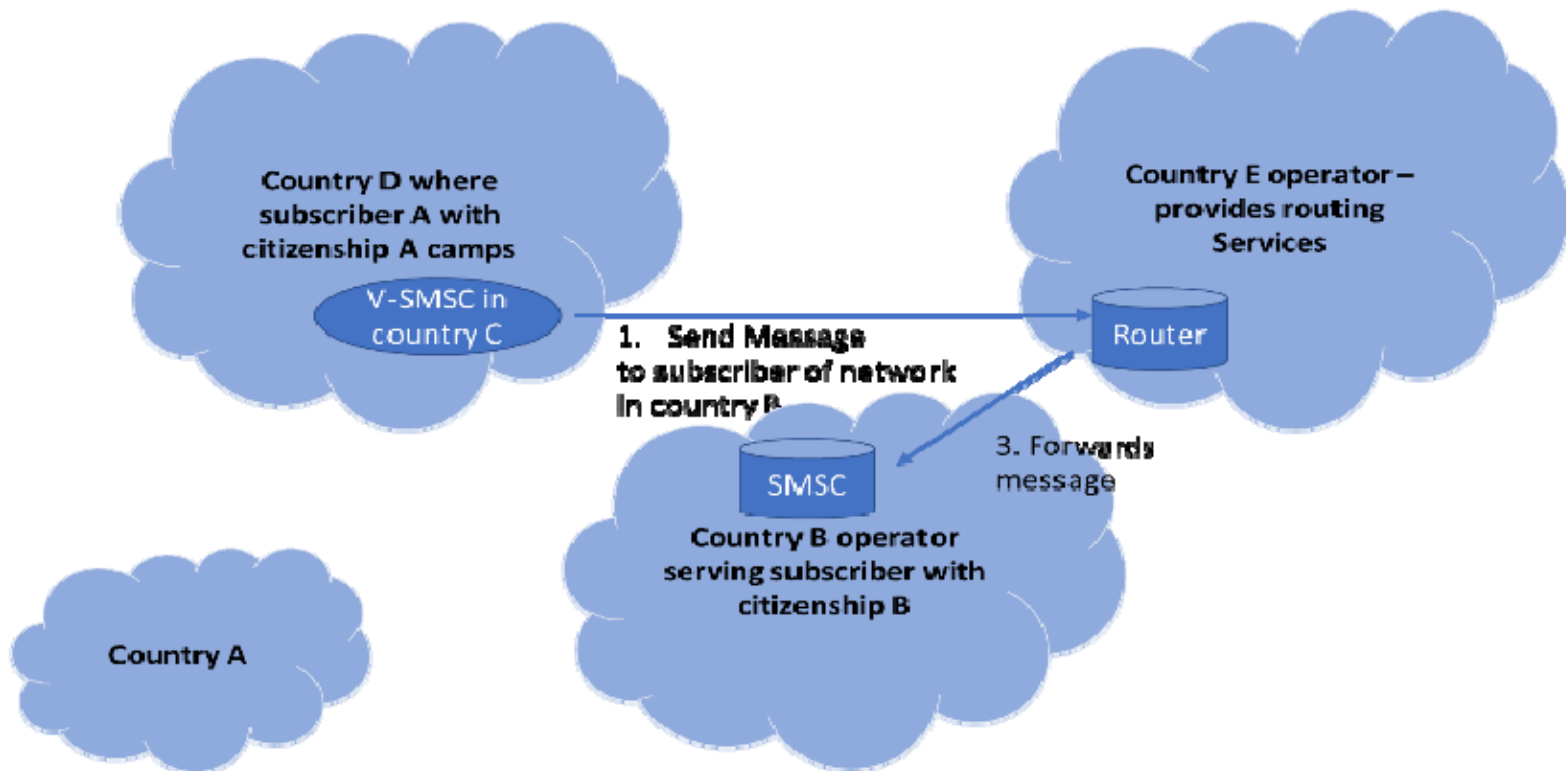 Country D where
subscriber A with
citizenship A camps
V-SMSC in
country C
Country E operator –
provides routing
Services
Router
1. Send Message
to subscriber of network
in country B
3. Forwards
message
SMSC
Country B operator
serving subscriber with
citizenship B
Country A